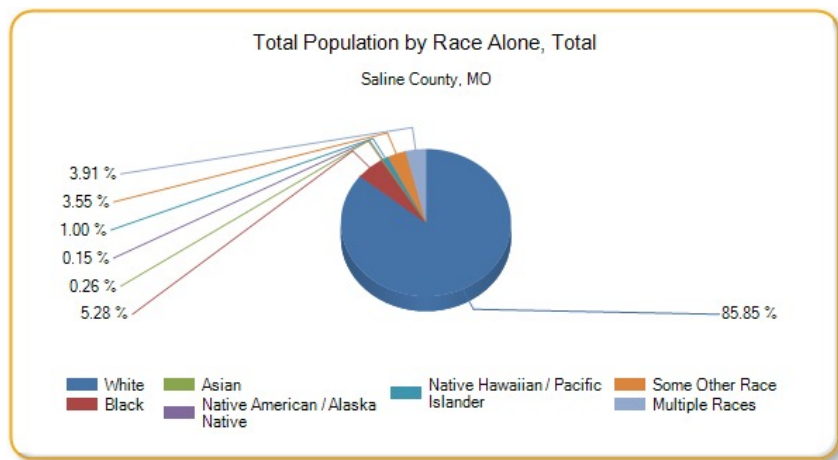 Total Population by Race Alone, Total
Saline County, MO
3.91 %
3.55 %
1.00 %
0.15 %
0.26 %
5.28 %
85.85 %
White
Black
Asian
Native American / Alaska
Native
Native Hawaiian / Pacific
Islander
Some Other Race
Multiple Races